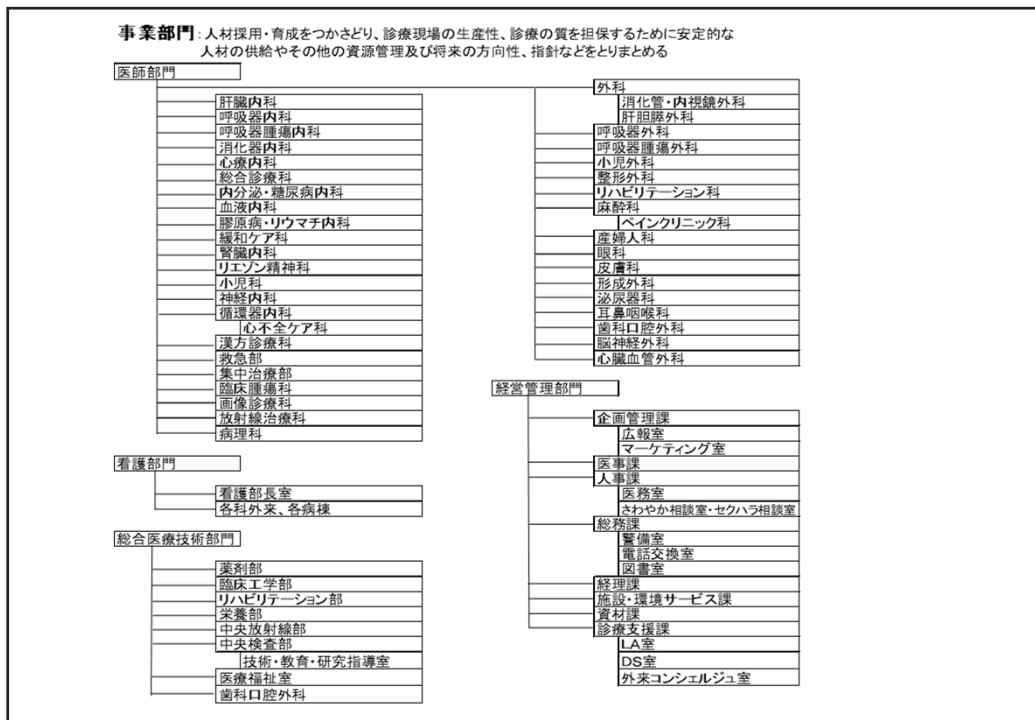 事業部門：人材採用・育成をつかさどり、診療現場の生産性、診療の質を担保するために安定的な
人材の供給やその他の資源管理及び将来の方向性、指針などをとりまとめる
医師部門
肝臓内科
呼吸器内科
呼吸器腫瘍内科
消化器内科
心療内科
総合診療科
内分泌・糖尿病内科
血液内科
膠原病・リウマチ内科
緩和ケア科
腎臓内科
リエゾン精神科
小児科
神経内科
循環器内科
心不全ケア科
漢方診療科
救急部
集中治療部
臨床腫瘍科
画像診療科
放射線治療科
病理科
外科
消化管・内視鏡外科
肝胆膵外科
呼吸器外科
呼吸器腫瘍外科
小児外科
整形外科
リハビリテーション科
麻酔科
ペインクリニック科
産婦人科
眼科
皮膚科
形成外科
泌尿器科
耳鼻咽喉科
歯科口腔外科
脳神経外科
心臓血管外科
看護部門
看護部長室
各科外来、各病棟
総合医療技術部門
薬剤部
臨床工学部
リハビリテーション部
栄養部
中央放射線部
中央検査部
技術・教育・研究指導室
医療福祉室
歯科口腔外科
経営管理部門
企画管理課
広報室
マーケティング室
医事課
人事課
医務室
さわやか相談室・セクハラ相談室
総務課
警備室
電話交換室
図書室
経理課
施設・環境サービス課
資材課
診療支援課
LA室
DS室
外来コンシェルジュ室